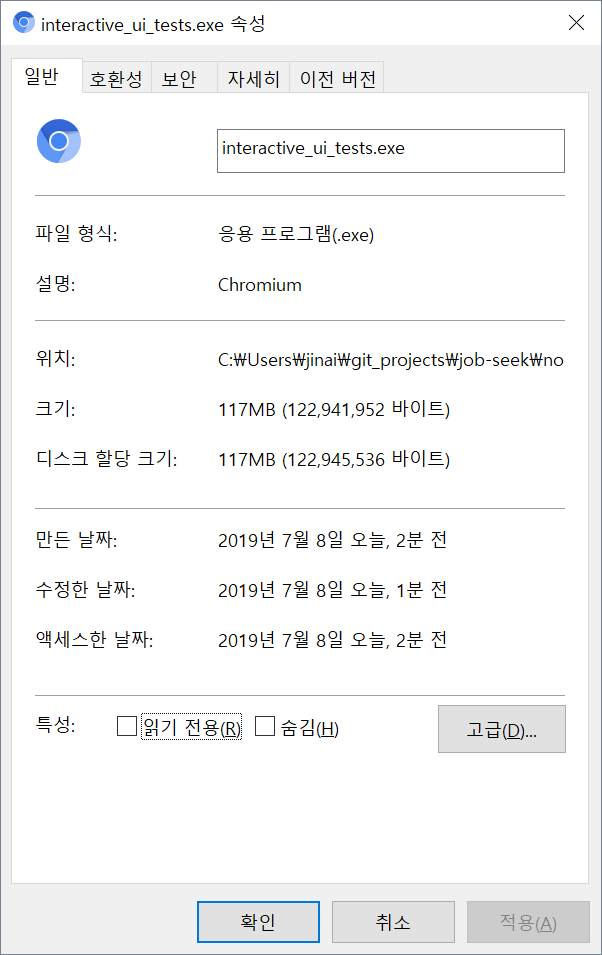 interactive_ui_tests.exe 속성
일반 호환성 보안 자세히 이전 버전
interactive_ui_tests.exe
파일 형식: 응용 프로그램(.exe)
설명: Chromium
위치: C:₩Users₩jinai₩git_projects₩job-seek₩no
크기: 117MB (122,941,952 바이트)
디스크 할당 크기: 117MB (122,945,536 바이트)
만든 날짜: 2019년 7월 8일 오늘, 2분 전
수정한 날짜: 2019년 7월 8일 오늘, 1분 전
액세스한 날짜: 2019년 7월 8일 오늘, 2분 전
특성: 읽기 전용(R) 숨김(H) 고급(D)...
확인 취소 적용(A)